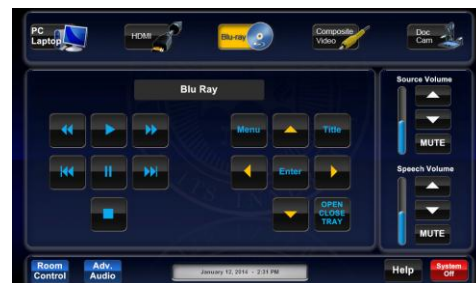 PC
Laptop
HDMI
Blu-ray
Composite
Video
Doc
Cam
Blu Ray
Menu
Title
Enter
OPEN
CLOSE
TRAY
Source Volume
MUTE
Speech Volume
MUTE
Room
Control
Adv.
Audio
January 12, 2014 - 2:31 PM
Help
System
Off